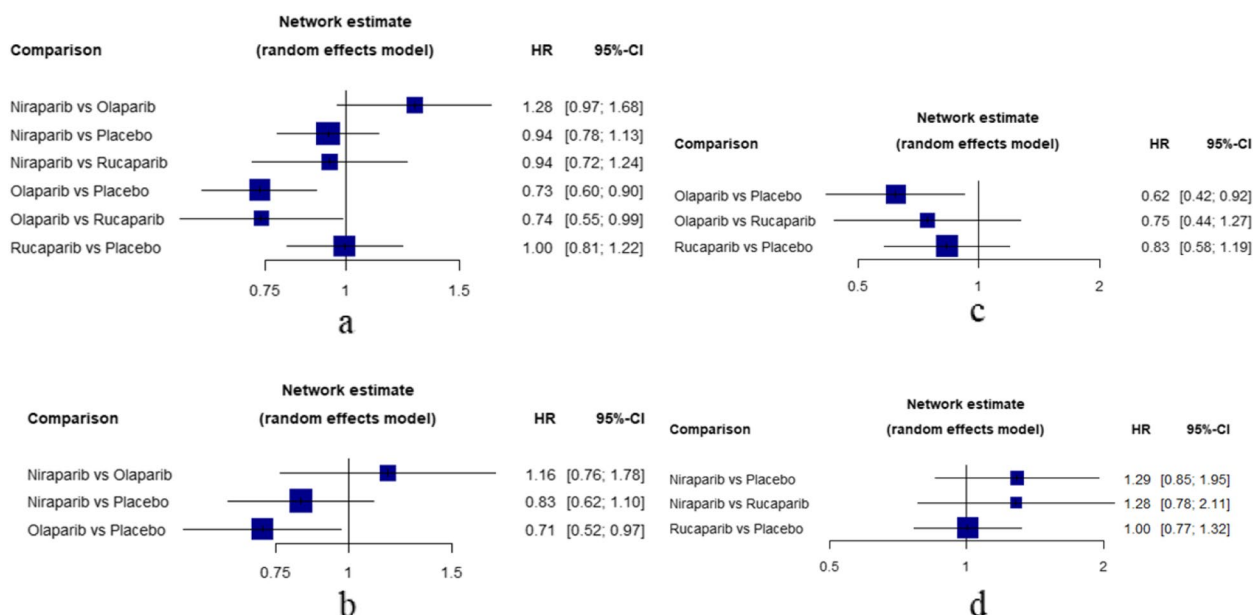 Network estimate
Comparison (random effects model) HR 95%-CI
Niraparib vs Olaparib 1.28 [0.97; 1.68]
Niraparib vs Placebo 0.94 [0.78; 1.13]
Niraparib vs Rucaparib 0.94 [0.72; 1.24]
Olaparib vs Placebo 0.73 [0.60; 0.90]
Olaparib vs Rucaparib 0.74 [0.55; 0.99]
Rucaparib vs Placebo 1.00 [0.81; 1.22]
0.75 1 1.5
a
Network estimate
Comparison (random effects model) HR 95%-CI
Niraparib vs Olaparib 1.16 [0.76; 1.78]
Niraparib vs Placebo 0.83 [0.62; 1.10]
Olaparib vs Placebo 0.71 [0.52; 0.97]
0.75 1 1.5
b
Network estimate
Comparison (random effects model) HR 95%-CI
Olaparib vs Placebo 0.62 [0.42; 0.92]
Olaparib vs Rucaparib 0.75 [0.44; 1.27]
Rucaparib vs Placebo 0.83 [0.58; 1.19]
0.5 1 2
c
Network estimate
Comparison (random effects model) HR 95%-CI
Niraparib vs Placebo 1.29 [0.85; 1.95]
Niraparib vs Rucaparib 1.28 [0.78; 2.11]
Rucaparib vs Placebo 1.00 [0.77; 1.32]
0.5 1 2
d